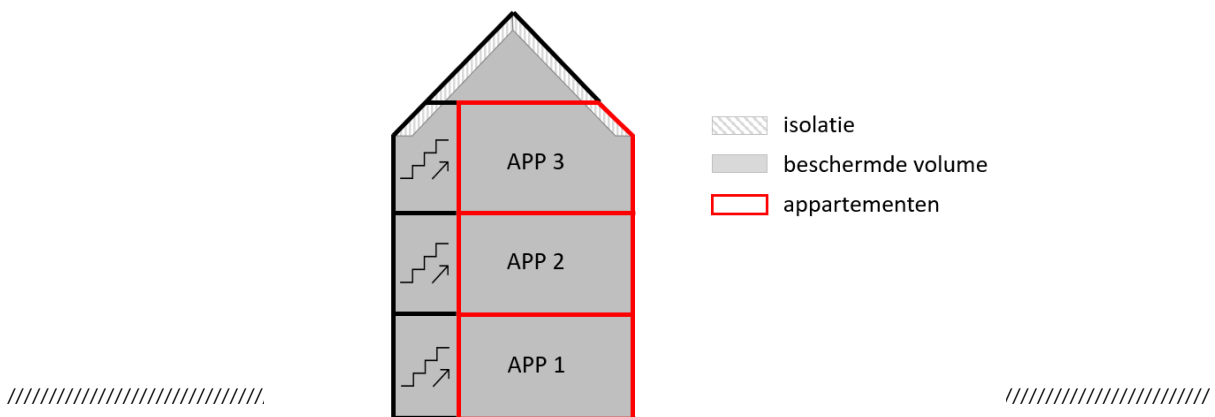 isolatie
beschermde volume
appartementen
APP 3
APP 2
APP 1